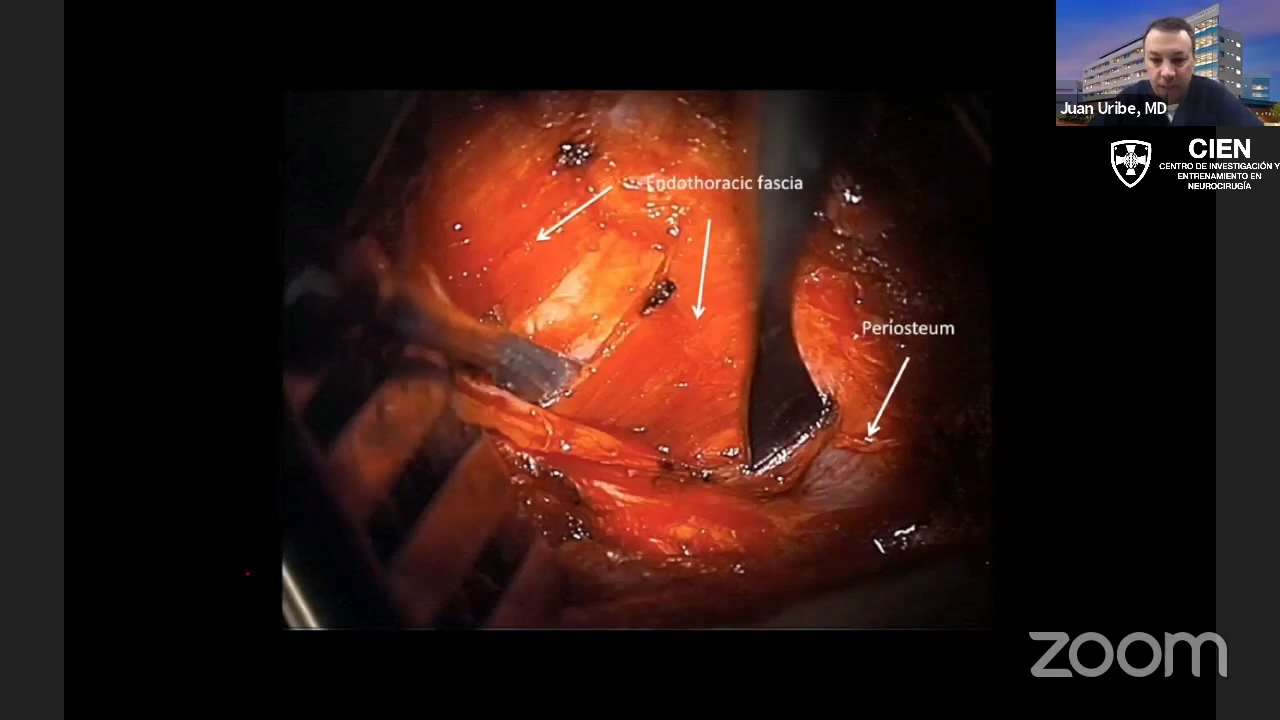 Juan Uribe, MD
CIEN
CENTRO DE INVESTIGACIÓN Y
ENTRENAMIENTO EN
NEUROCIRUGÍA
Endothoracic fascia
Periosteum
zoom